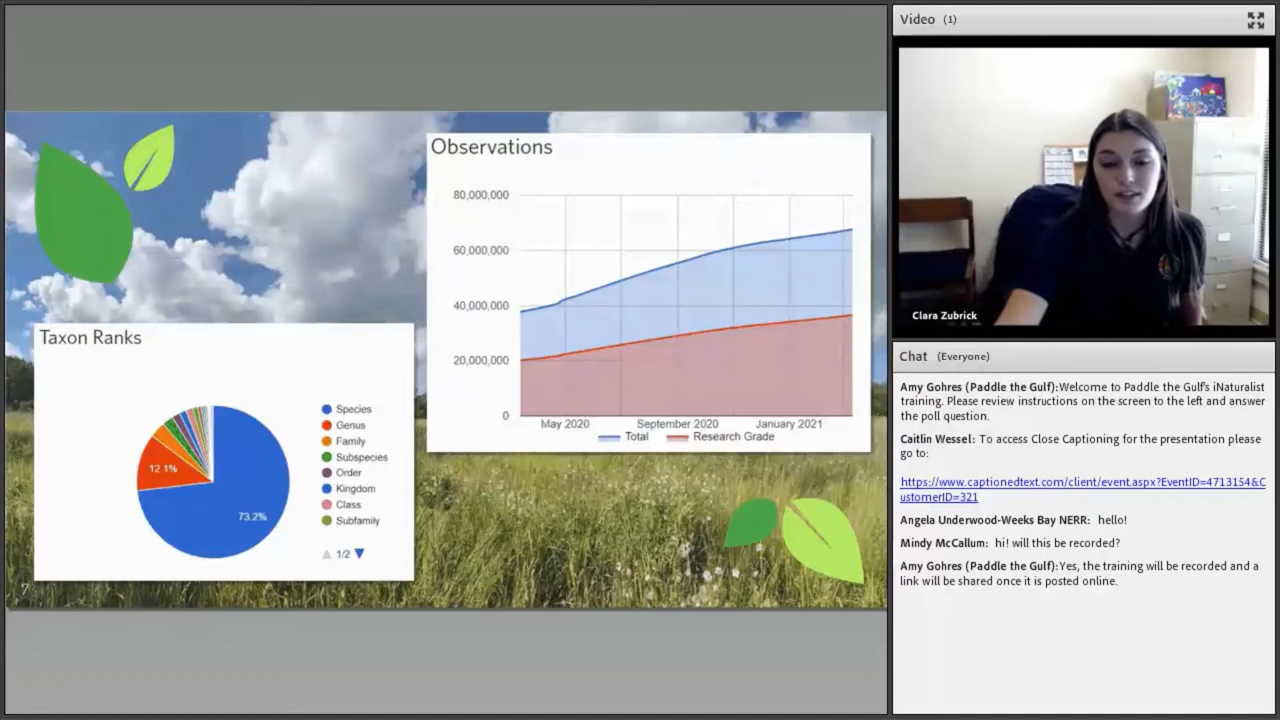 Observations
80,000,000
60,000,000
40,000,000
20,000,000
0
May 2020
September 2020
January 2021
Total
Research Grade
Taxon Ranks
12.1%
73.2%
Species
Genus
Family
Subspecies
Order
Kingdom
Class
Subfamily
1/2
7
Video (1)
Clara Zubrick
Chat (Everyone)
Amy Gohres (Paddle the Gulf):Welcome to Paddle the Gulf's iNaturalist
training. Please review instructions on the screen to the left and answer
the poll question.
Caitlin Wessel: To access Close Captioning for the presentation please
go to:
https://www.captionedtext.com/client/event.aspx?EventID=4713154&C
ustomerID=321
Angela Underwood-Weeks Bay NERR: hello!
Mindy McCallum: hi! will this be recorded?
Amy Gohres (Paddle the Gulf):Yes, the training will be recorded and a
link will be shared once it is posted online.